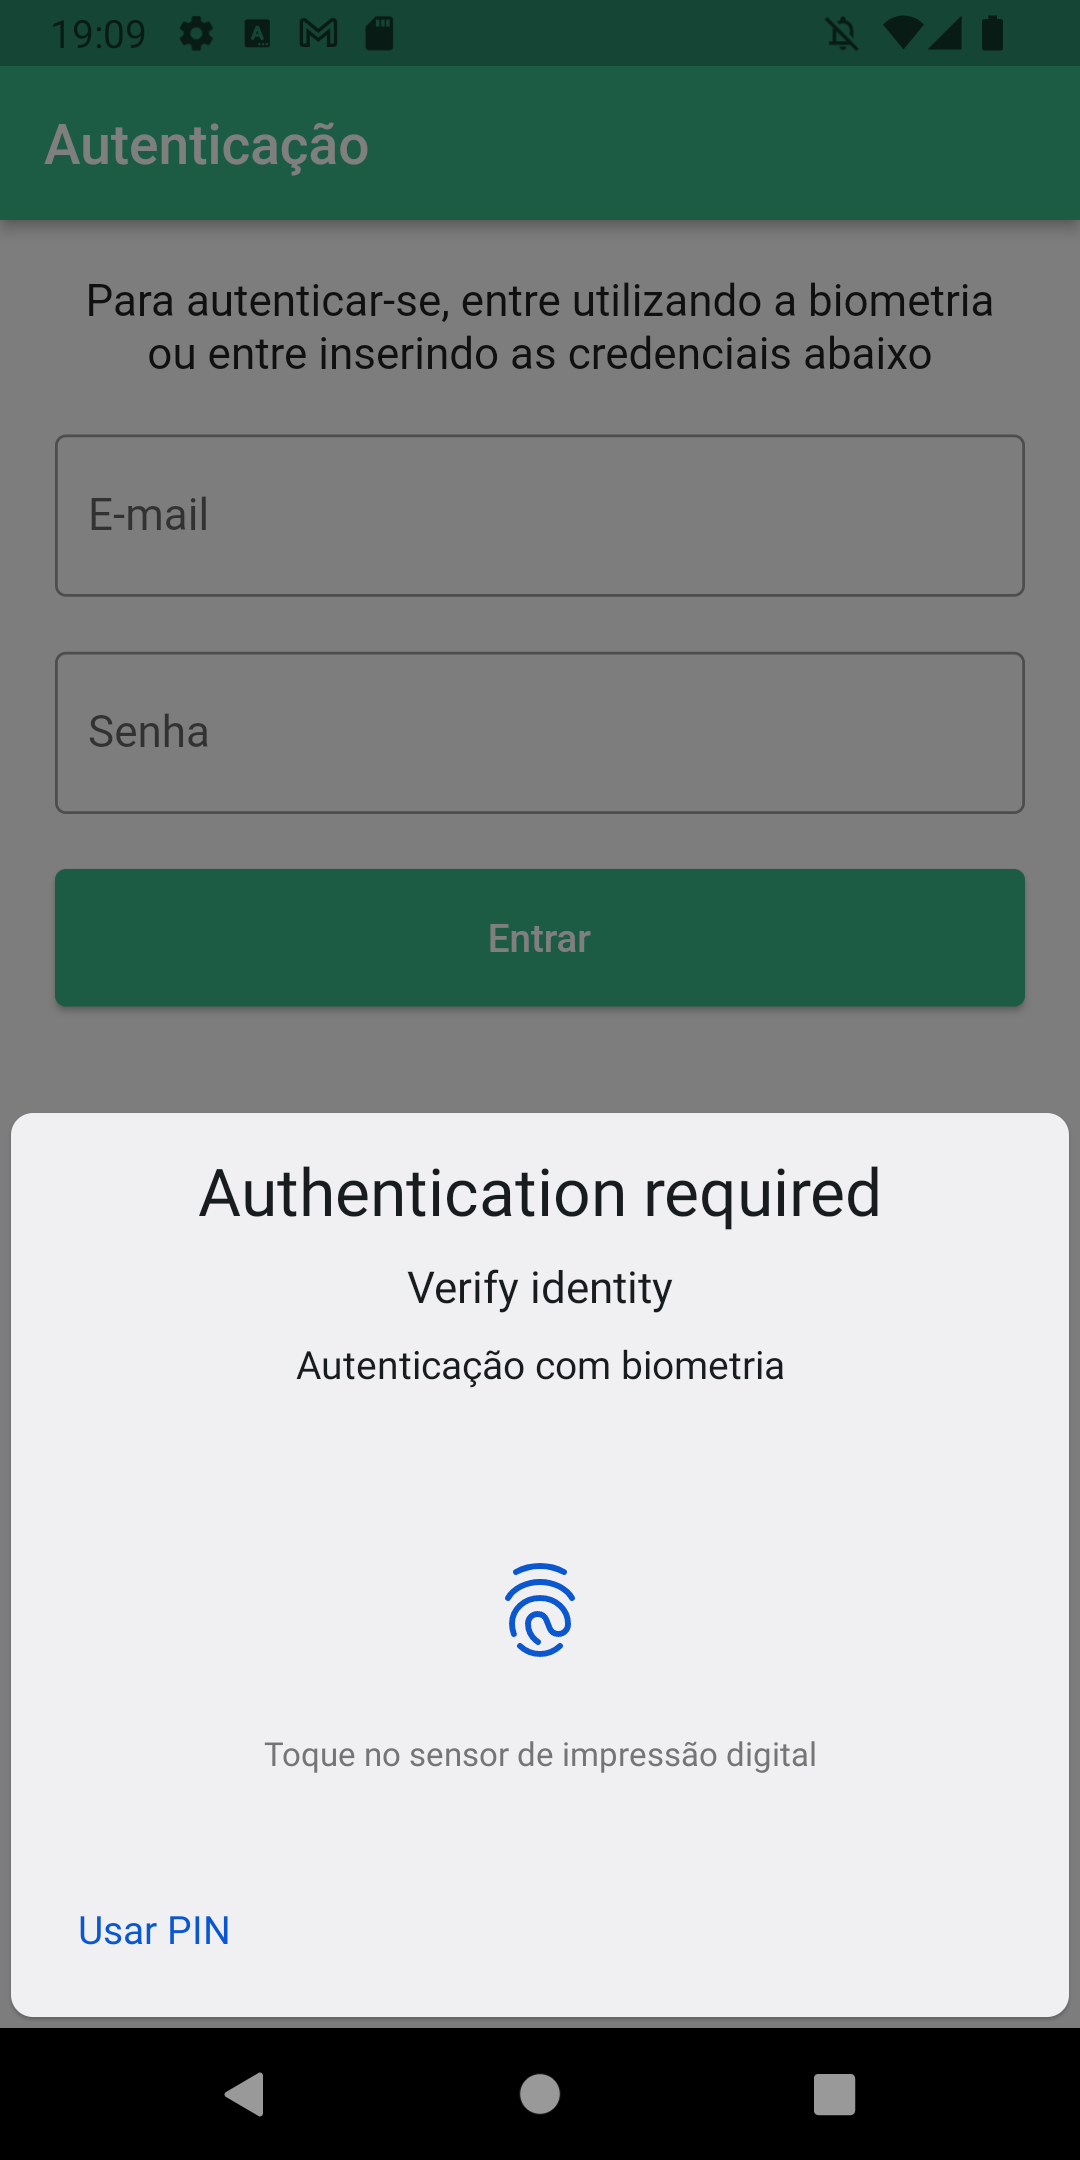 19:09
Autenticação
Para autenticar-se, entre utilizando a biometria
ou entre inserindo as credenciais abaixo
E-mail
Senha
Entrar
Authentication required
Verify identity
Autenticação com biometria
Toque no sensor de impressão digital
Usar PIN